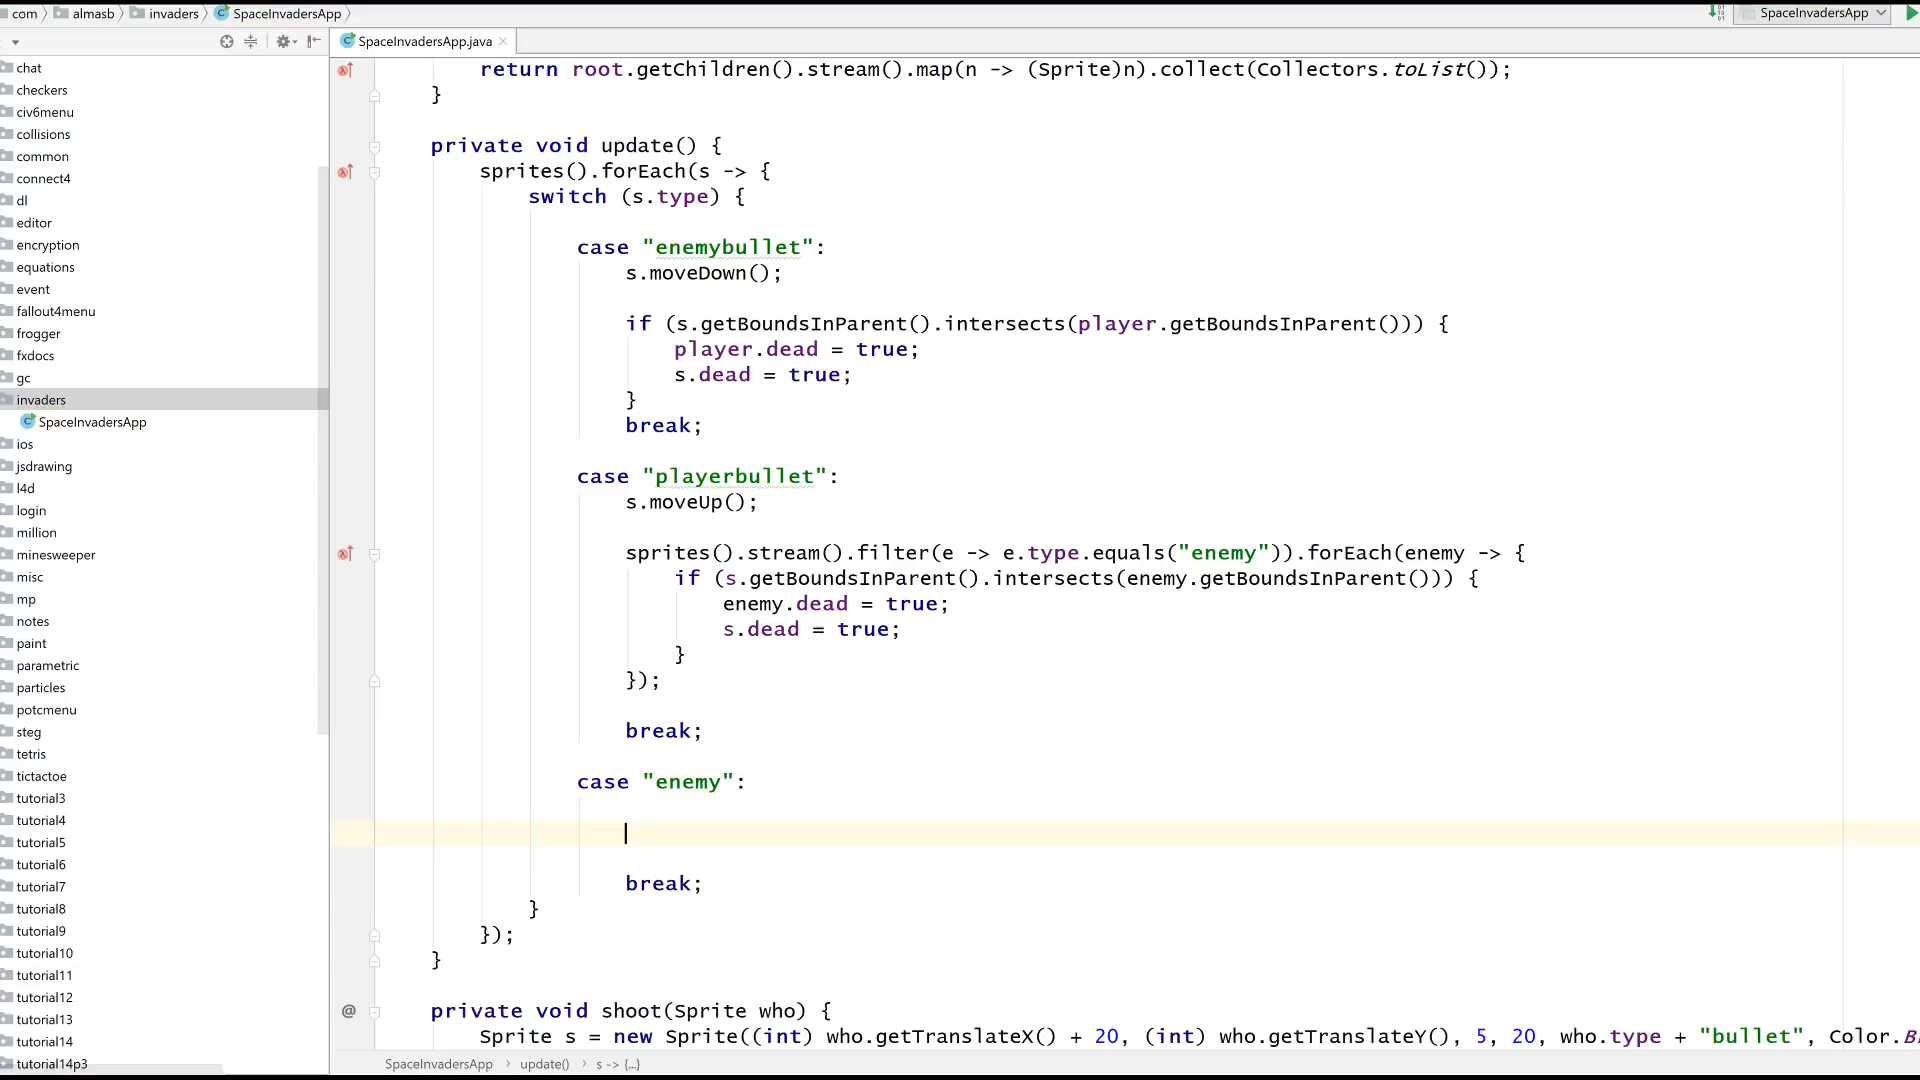 com almasb invaders SpaceInvadersApp
SpaceInvadersApp
SpaceInvadersApp.java
chat
checkers
civ6menu
collisions
common
connect4
dl
editor
encryption
equations
event
fallout4menu
frogger
fxdocs
gc
invaders
SpaceInvadersApp
ios
jsdrawing
l4d
login
million
minesweeper
misc
mp
notes
paint
parametric
particles
potcmenu
steg
tetris
tictactoe
tutorial3
tutorial4
tutorial5
tutorial6
tutorial7
tutorial8
tutorial9
tutorial10
tutorial11
tutorial12
tutorial13
tutorial14
tutorial14p3
return root.getChildren().stream().map(n -> (Sprite)n).collect(Collectors.toList());
}
private void update() {
sprites().forEach(s -> {
switch (s.type) {
case "enemybullet":
s.moveDown();
if (s.getBoundsInParent().intersects(player.getBoundsInParent())) {
player.dead = true;
s.dead = true;
}
break;
case "playerbullet":
s.moveUp();
sprites().stream().filter(e -> e.type.equals("enemy")).forEach(enemy -> {
if (s.getBoundsInParent().intersects(enemy.getBoundsInParent())) {
enemy.dead = true;
s.dead = true;
}
});
break;
case "enemy":
break;
}
});
}
@ private void shoot(Sprite who) {
Sprite s = new Sprite((int) who.getTranslateX() + 20, (int) who.getTranslateY(), 5, 20, who.type + "bullet", Color.
SpaceInvadersApp › update() › s -> {...}